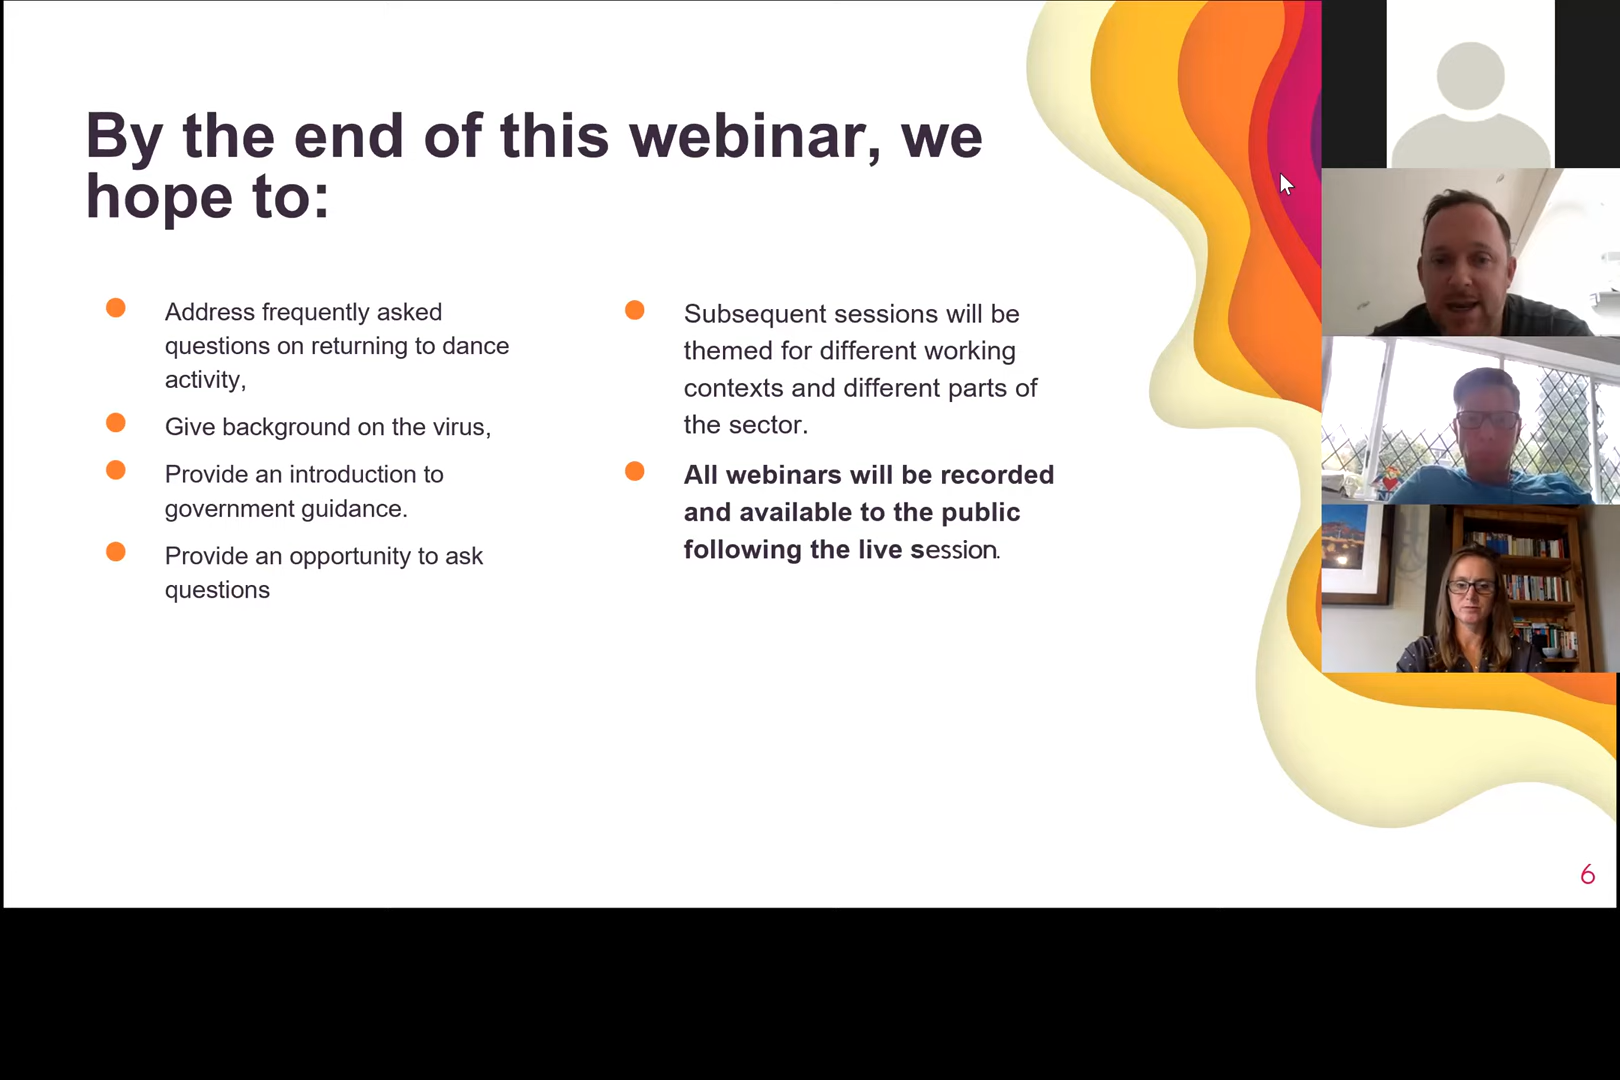 By the end of this webinar, we
hope to:
Address frequently asked
questions on returning to dance
activity,
Give background on the virus,
Provide an introduction to
government guidance.
Provide an opportunity to ask
questions
Subsequent sessions will be
themed for different working
contexts and different parts of
the sector.
All webinars will be recorded
and available to the public
following the live session.
6